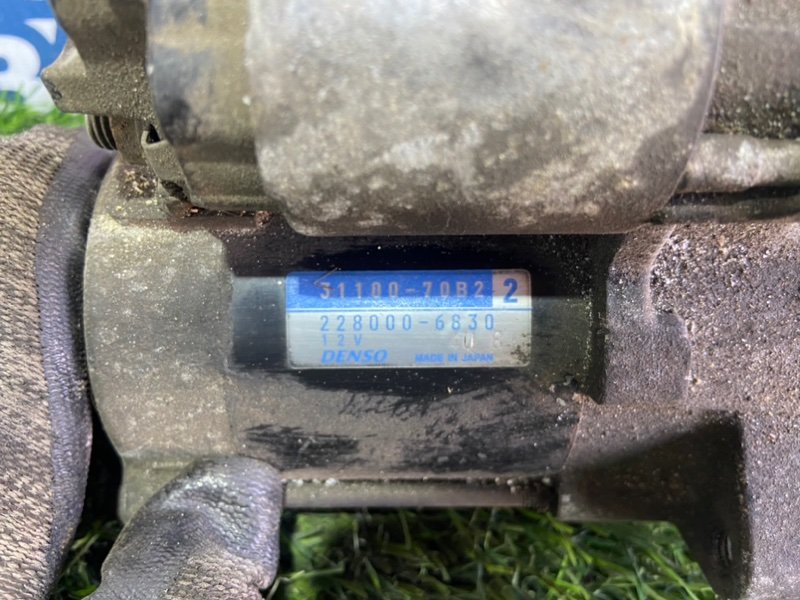 31100-70B2 2
228000-6830
12V
DENSO MADE IN JAPAN